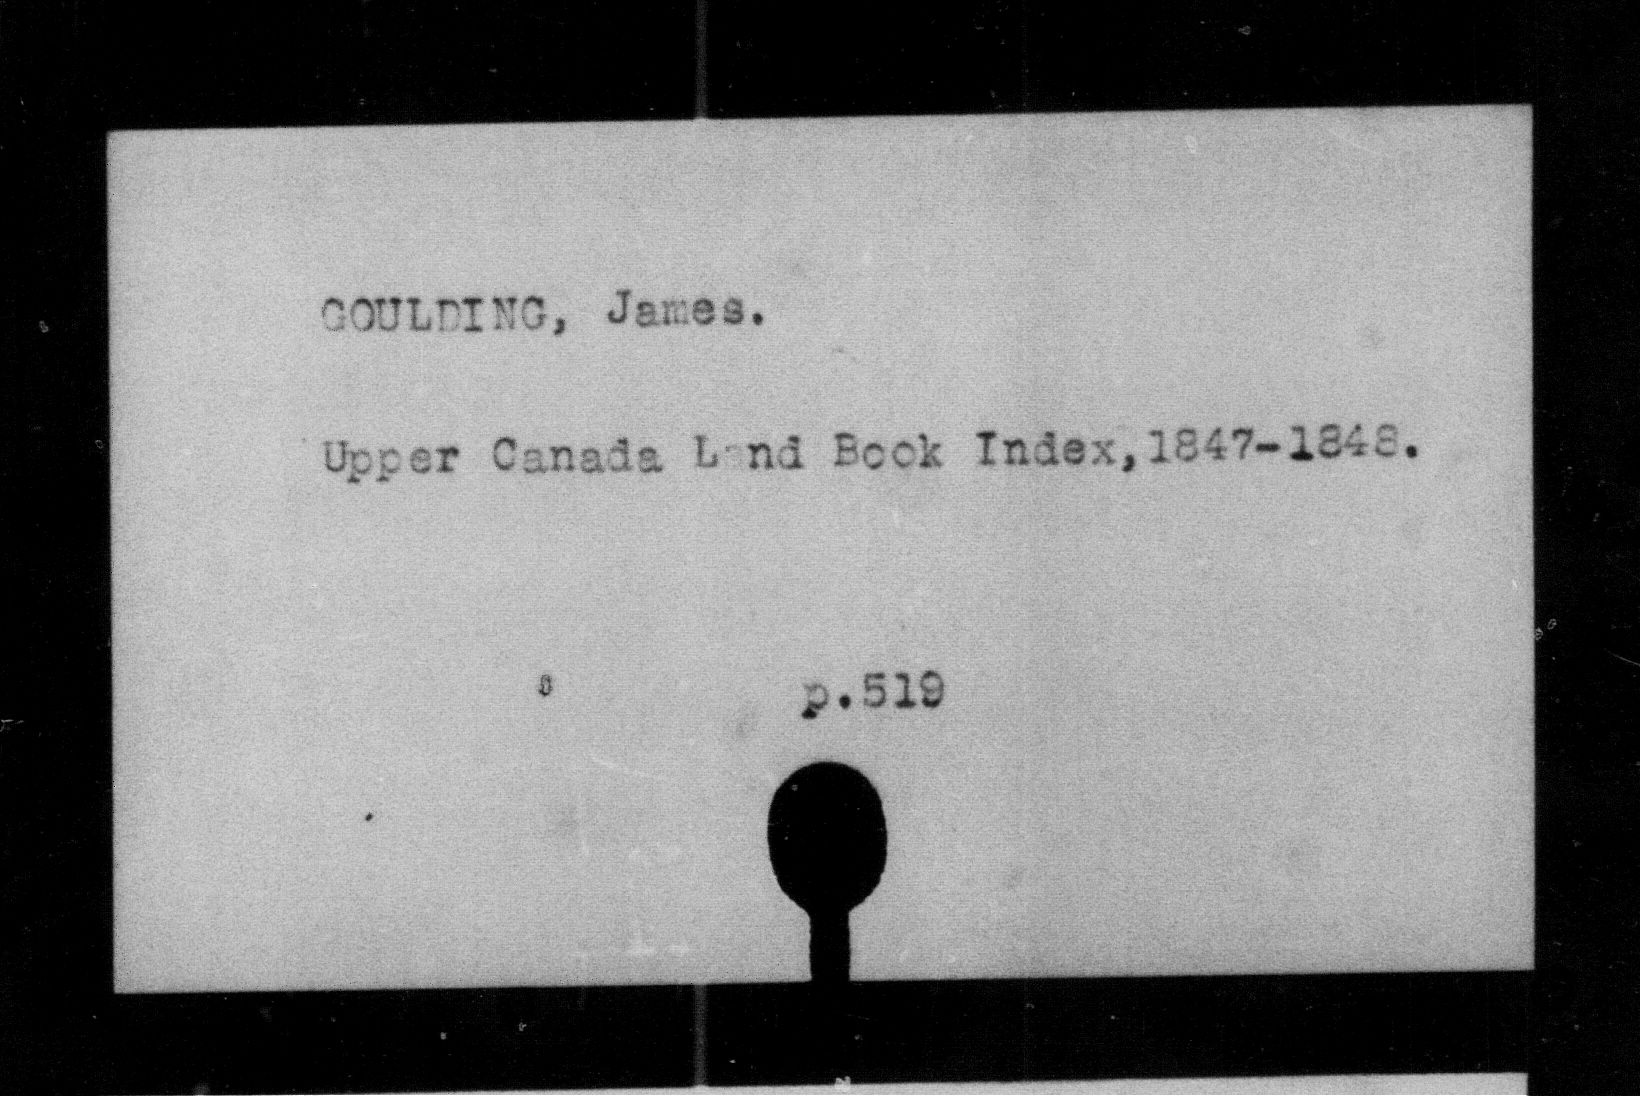 GOULDING, James.
Upper Canada Land Book Index,1847-1848.
p.519